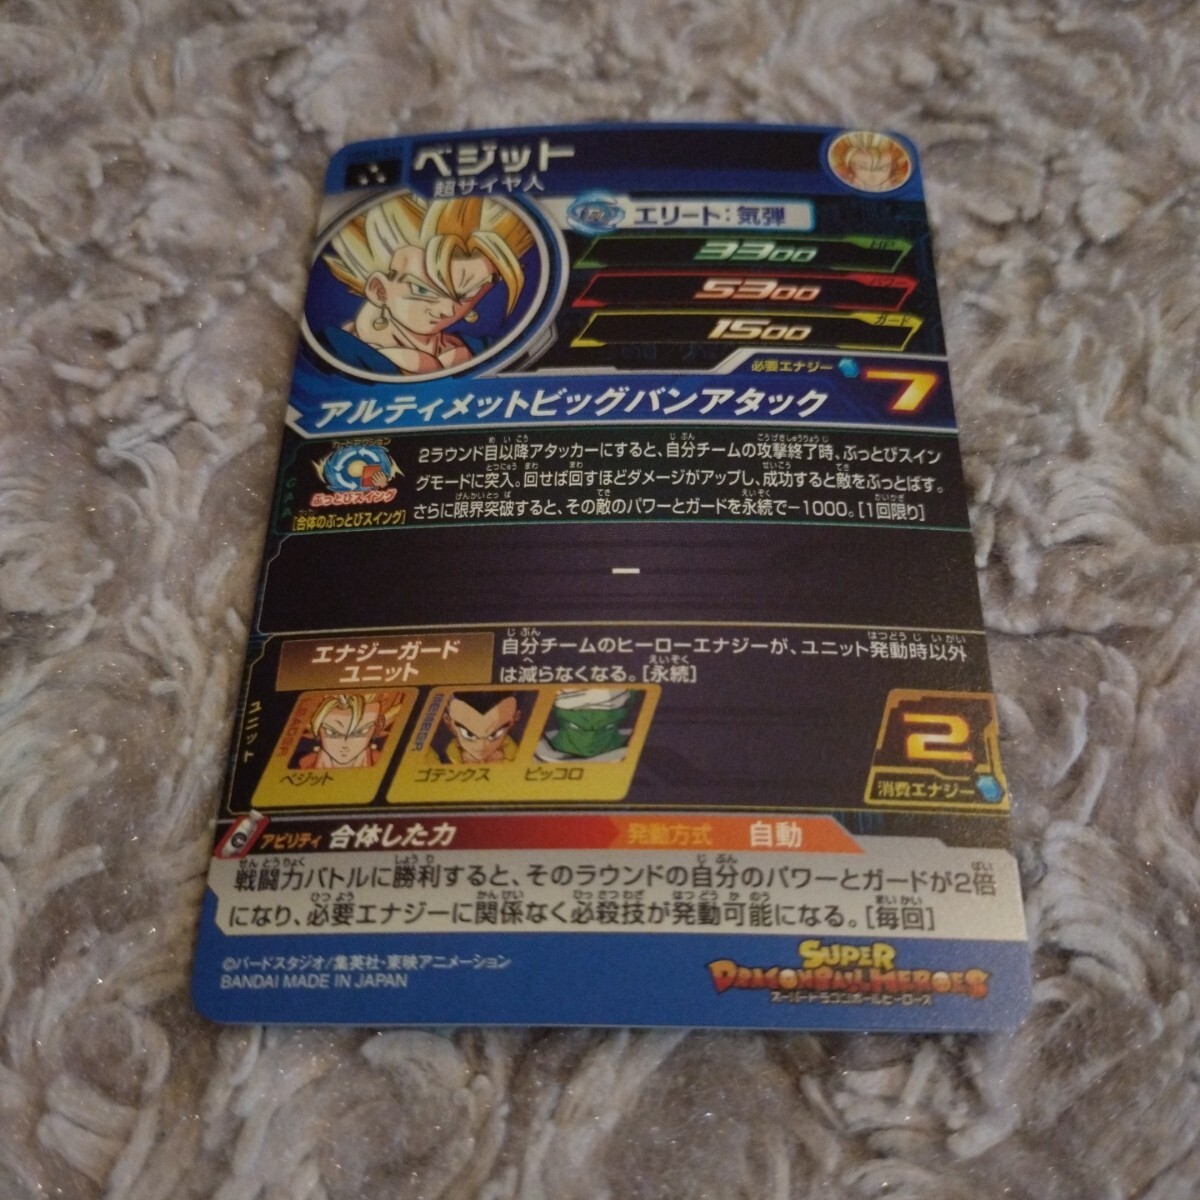 ベジット
超サイヤ人
エリート:気弾
3300 HP
5300 パワー
1500 ガード
必要エナジー 7
アルティメットビッグバンアタック
カードアクション
ぶっとびスイング
[合体のぶっとびスイング]
CAA
2ラウンド目以降アタッカーにすると、自分チームの攻撃終了時、ぶっとびスイン
グモードに突入。回せば回すほどダメージがアップし、成功すると敵をぶっとばす。
さらに限界突破すると、その敵のパワーとガードを永続で-1000。[1回限り]
ー
ユニット
エナジーガード
ユニット
自分チームのヒーローエナジーが、ユニット発動時以外
は減らなくなる。[永続]
ベジット
MEMBER
ゴテンクス
ピッコロ
2
消費エナジー
アビリティ 合体した力 発動方式 自動
戦闘力バトルに勝利すると、そのラウンドの自分のパワーとガードが2倍
になり、必要エナジーに関係なく必殺技が発動可能になる。[毎回]
©バードスタジオ/集英社・東映アニメーション
BANDAI MADE IN JAPAN
SUPER
DRAGONBALL HEROES
スーパードラゴンボールヒーローズ